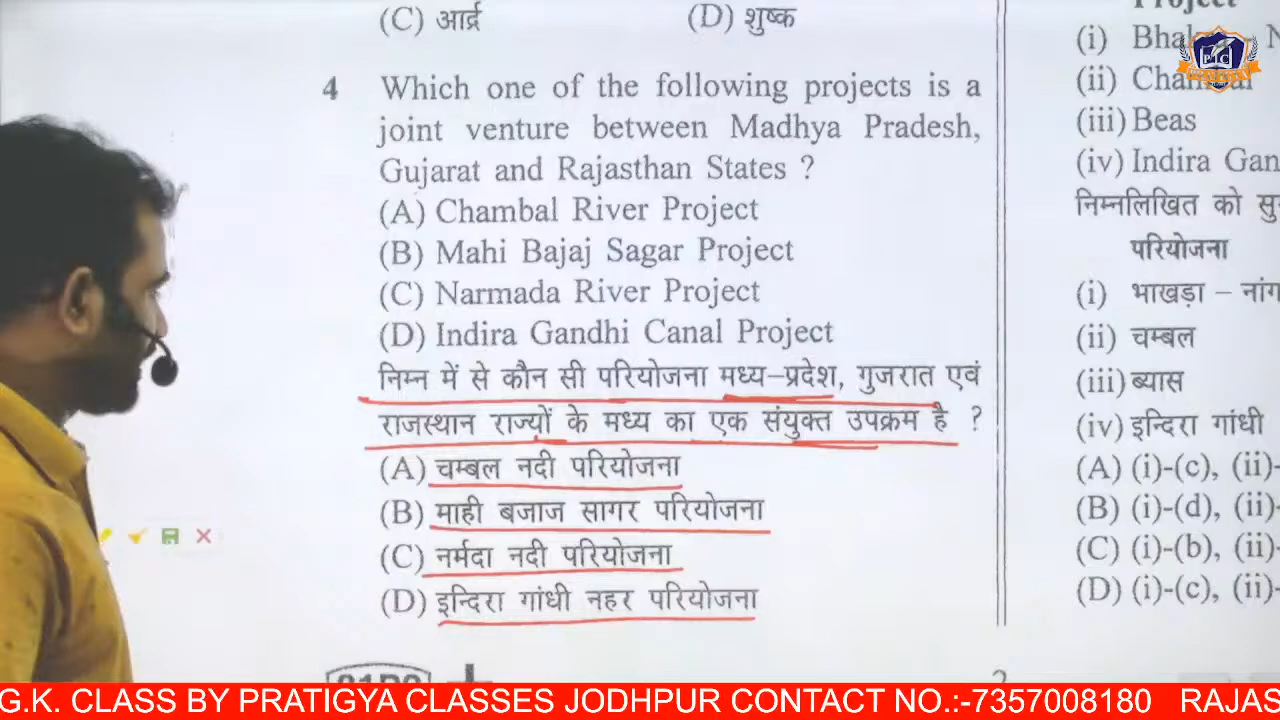 (C) आर्द्र (D) शुष्क
4 Which one of the following projects is a
joint venture between Madhya Pradesh,
Gujarat and Rajasthan States ?
(A) Chambal River Project
(B) Mahi Bajaj Sagar Project
(C) Narmada River Project
(D) Indira Gandhi Canal Project
निम्न में से कौन सी परियोजना मध्य–प्रदेश, गुजरात एवं
राजस्थान राज्यों के मध्य का एक संयुक्त उपक्रम है ?
(A) चम्बल नदी परियोजना
(B) माही बजाज सागर परियोजना
(C) नर्मदा नदी परियोजना
(D) इन्दिरा गांधी नहर परियोजना
Project
(i)
(ii)
(iii) Beas
(iv) Indira
निम्नलिखित को
परियोजना
(i) भाखड़ा –
(ii) चम्बल
(iii) ब्यास
(iv) इन्दिरा गांधी
(A) (i)-(c), (ii)-
(B) (i)-(d), (ii)-
(C) (i)-(b), (ii)-
(D) (i)-(c), (ii)-
G.K. CLASS BY PRATIGYA CLASSES JODHPUR CONTACT NO.:-7357008180 RAJAS